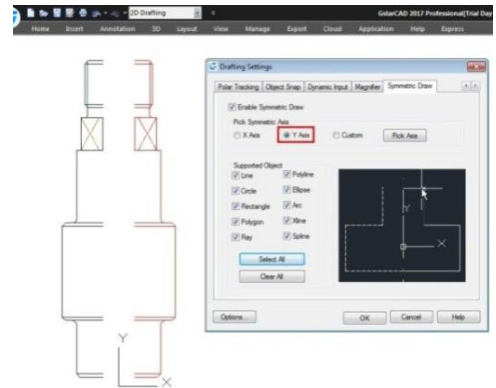 2D Drafting
GstarCAD 2017 Professional(Trial Day
Home Insert Annotation 3D Layout View Manage Export Cloud Application Help Express
Drafting Settings
Polar Tracking Object Snap Dynamic Input Magnifier Symmetric Draw
Enable Symmetric Draw
Pick Symmetric Axis
X Axis Y Axis Custom Pick Axis
Supported Object
Line Polyline
Circle Ellipse
Rectangle Arc
Polygon Xline
Ray Spline
Select All
Clear All
Y
X
Options... OK Cancel Help
Y
X